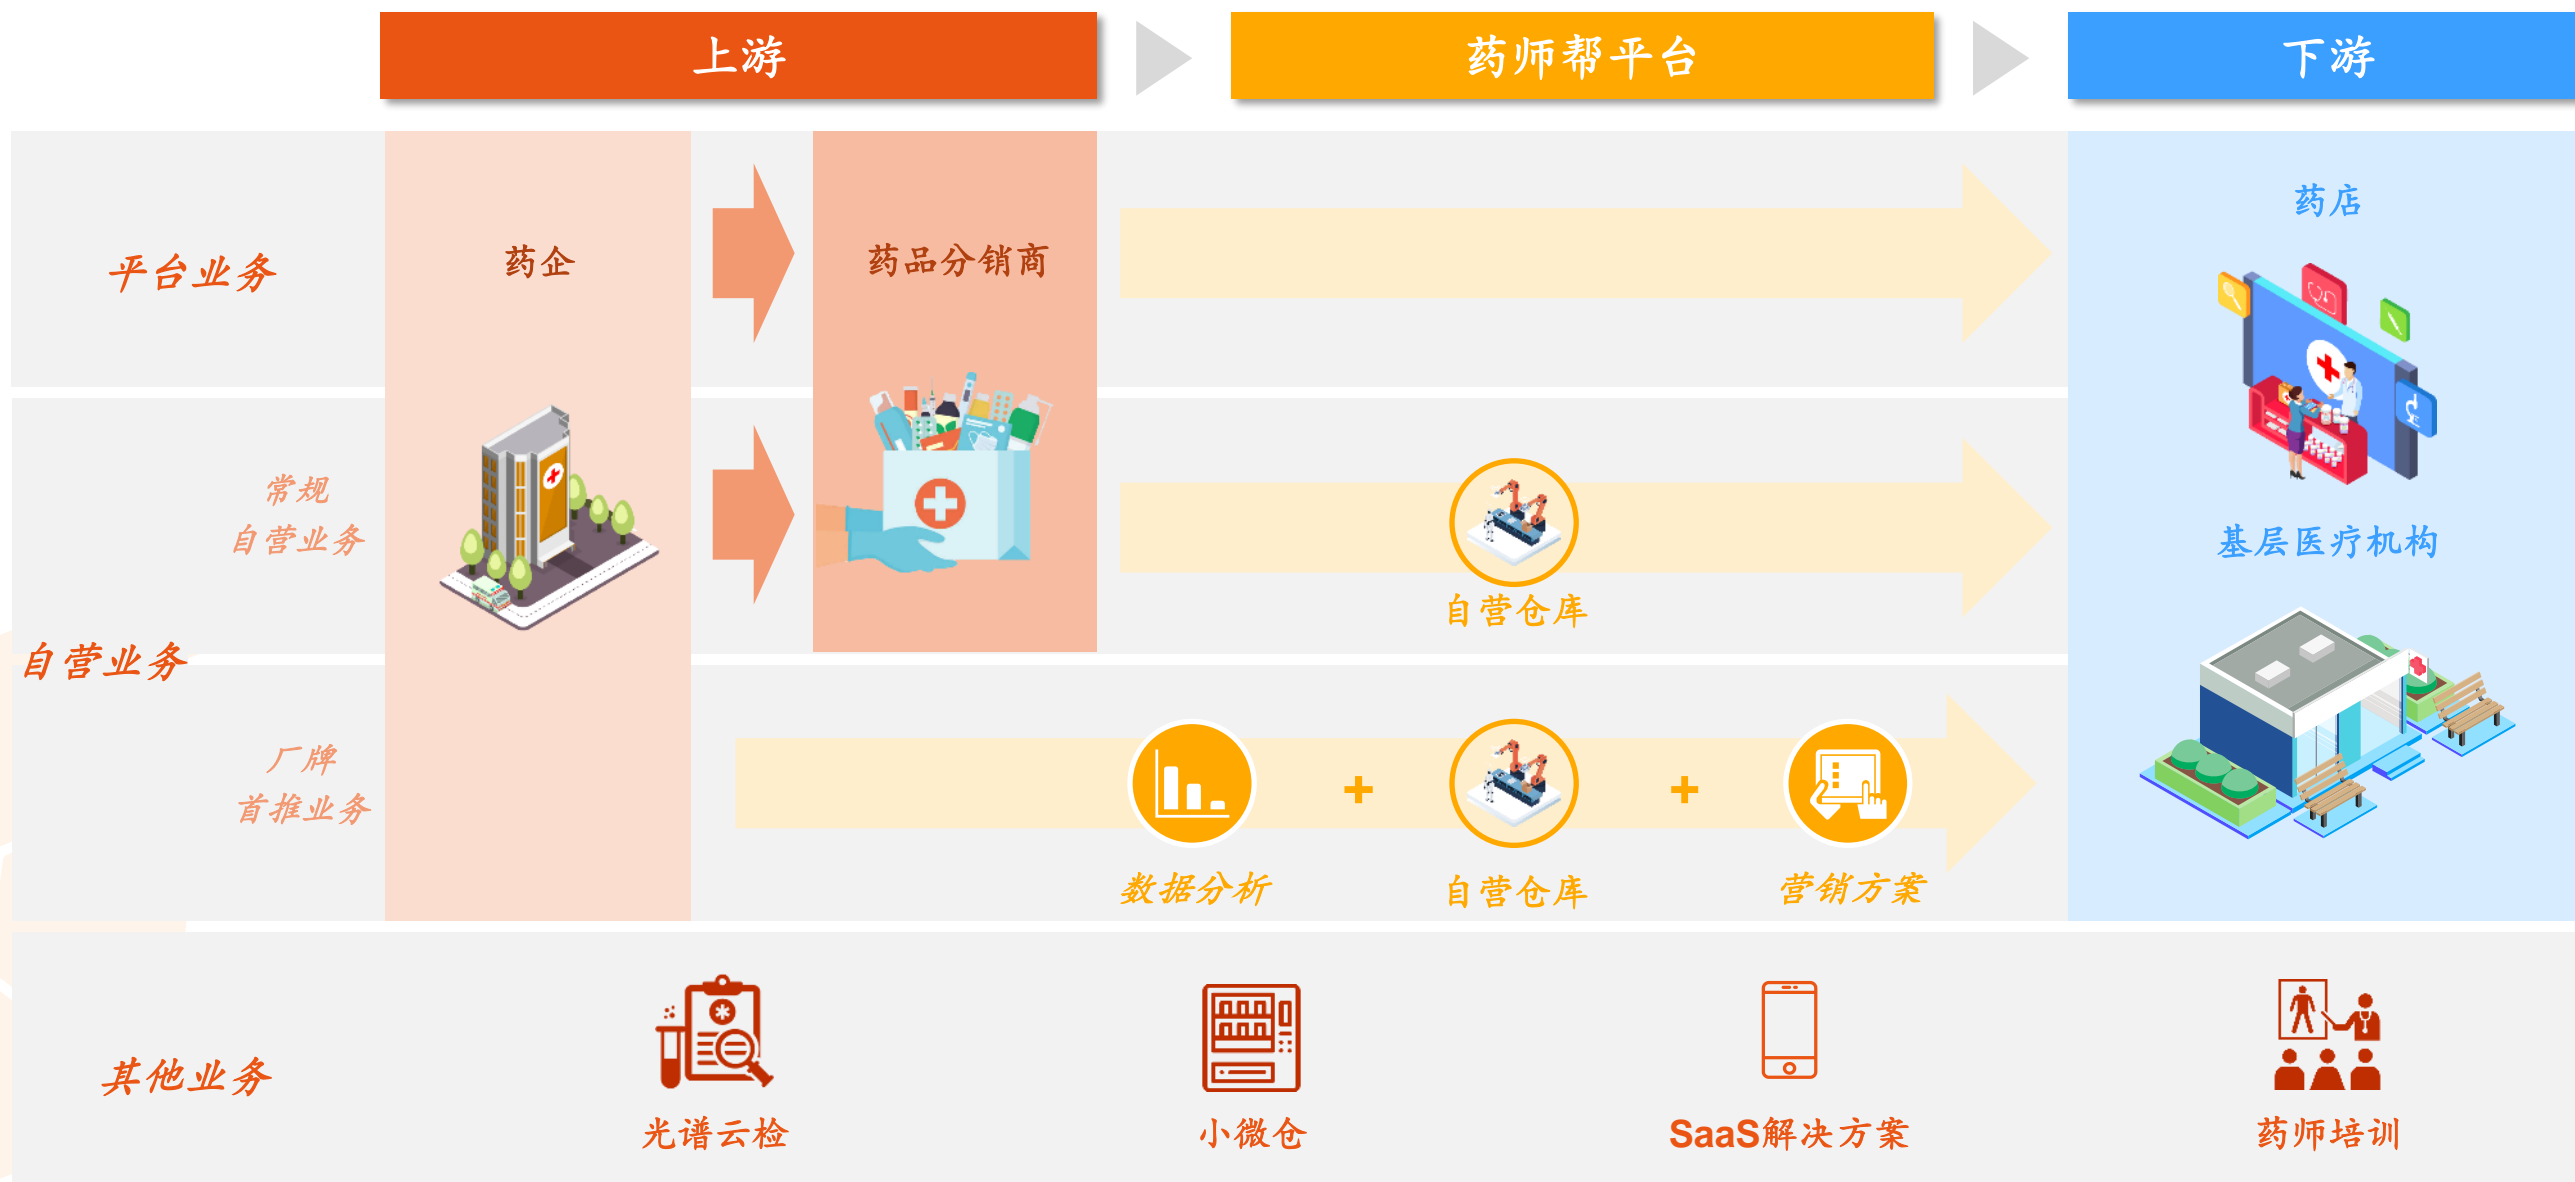 上游
药师帮平台
下游
平台业务
药企
药品分销商
药店
自营业务
常规
自营业务
自营仓库
基层医疗机构
厂牌
首推业务
+
+
数据分析
自营仓库
营销方案
其他业务
光谱云检
小微仓
SaaS解决方案
药师培训